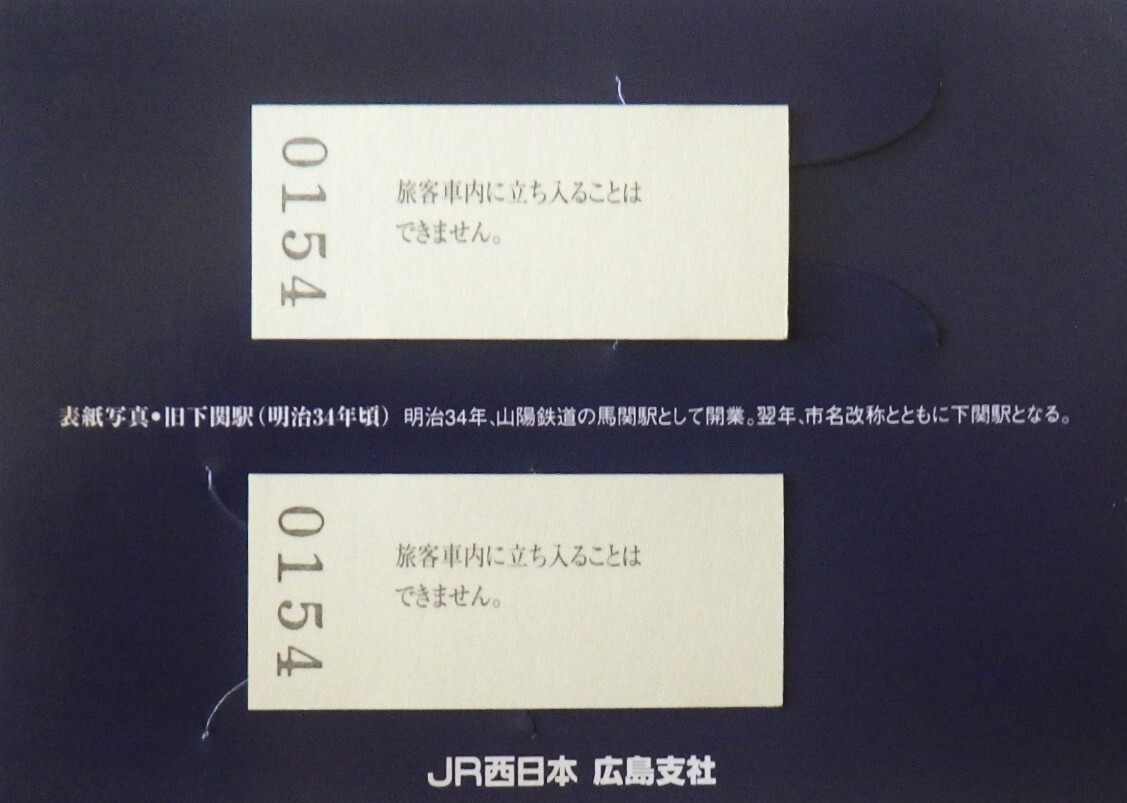 0154
旅客車内に立ち入ることは
できません。
表紙写真●旧下関駅（明治34年頃） 明治34年、山陽鉄道の馬関駅として開業。翌年、市名改称とともに下関駅となる。
0154
旅客車内に立ち入ることは
できません。
JR西日本 広島支社